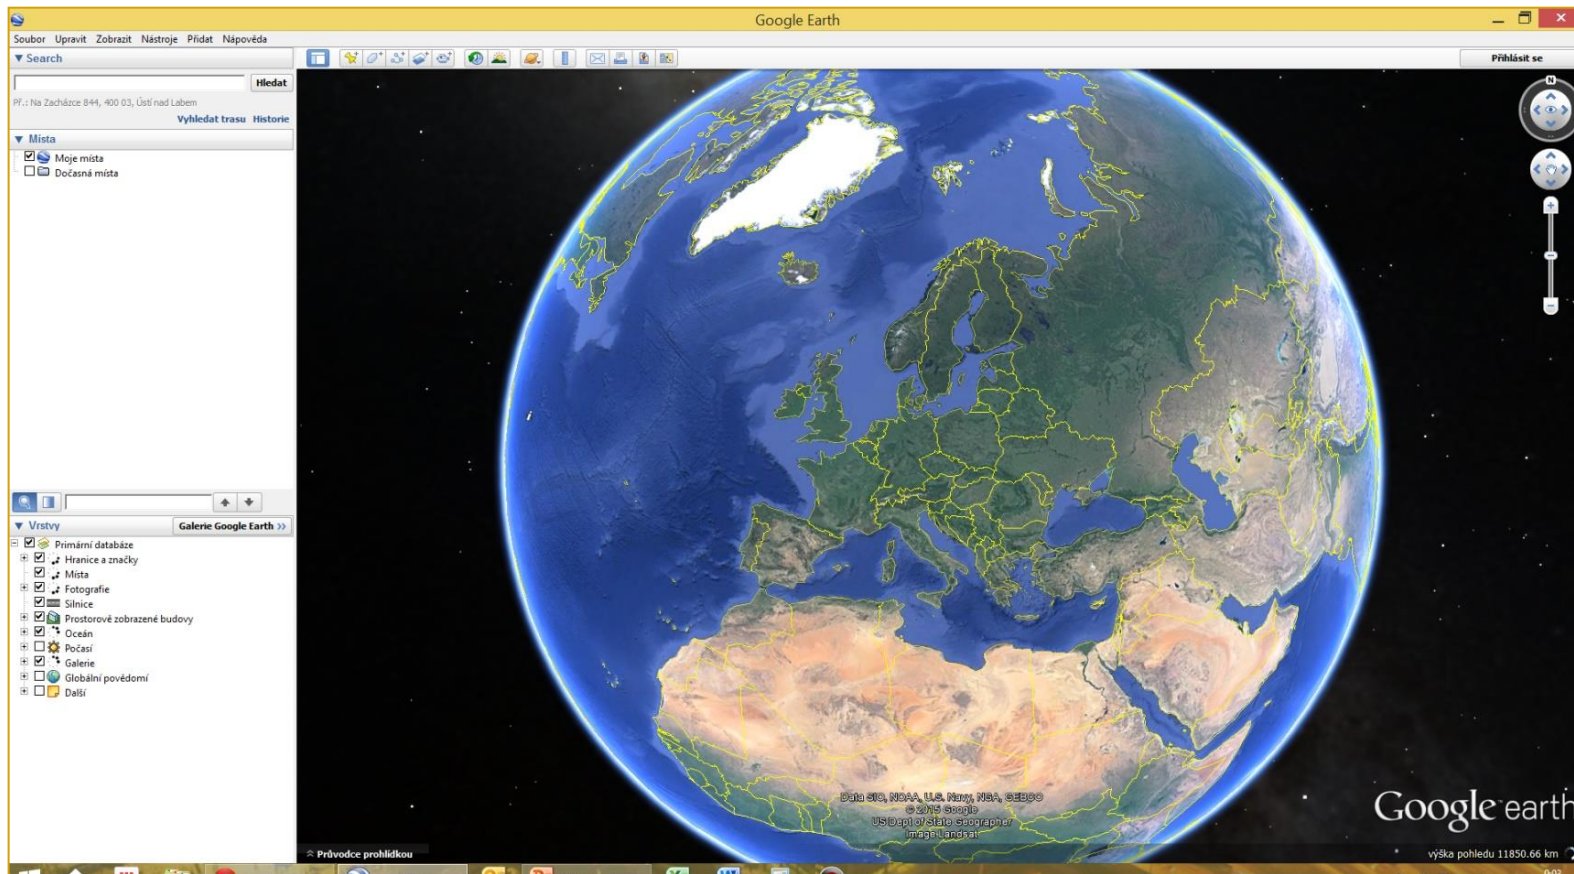 Google Earth
Soubor Upravit Zobrazit Nástroje Přidat Nápověda
Search
Hledat
Př.: Na Zacházce 844, 400 03, Ústí nad Labem
Vyhledat trasu Historie
Místa
Moje místa
Dočasná místa
Vrstvy
Galerie Google Earth >>
Primární databáze
Hranice a značky
Místa
Fotografie
Silnice
Prostorově zobrazené budovy
Oceán
Počasí
Galerie
Globální povědomí
Další
Přihlásit se
N
Data SIO, NOAA, U.S. Navy, NGA, GEBCO
© 2015 Google
US Dept of State Geographer
Image Landsat
Google earth
Průvodce prohlídkou
výška pohledu 11850.66 km